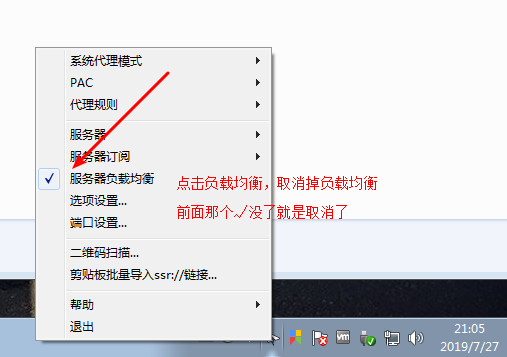 系统代理模式
PAC
代理规则
服务器
服务器订阅
服务器负载均衡
点击负载均衡，取消掉负载均衡
选项设置...
前面那个✓没了就是取消了
端口设置...
二维码扫描...
剪贴板批量导入ssr://链接...
帮助
退出
21:05
2019/7/27